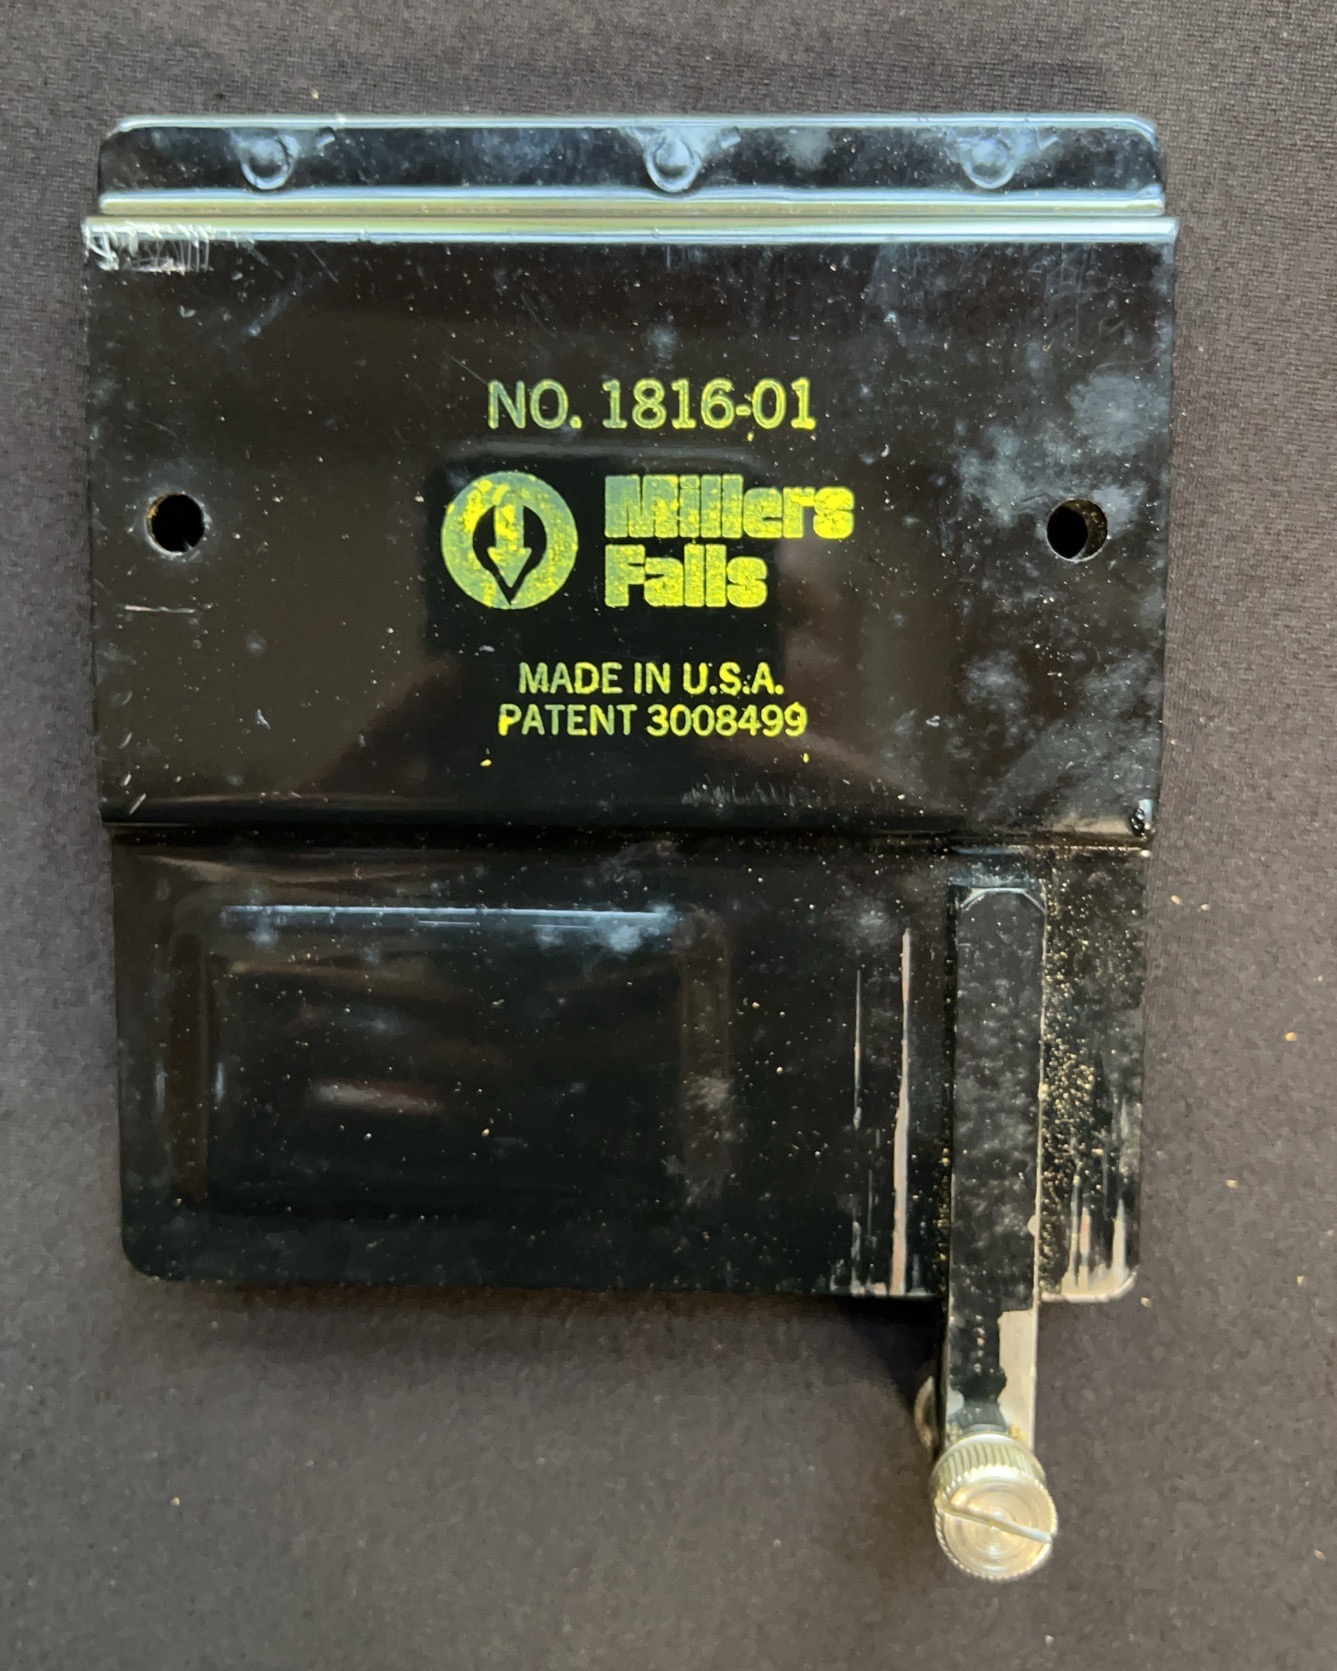 NO. 1816-01
Millers
Falls
MADE IN U.S.A.
PATENT 3008499